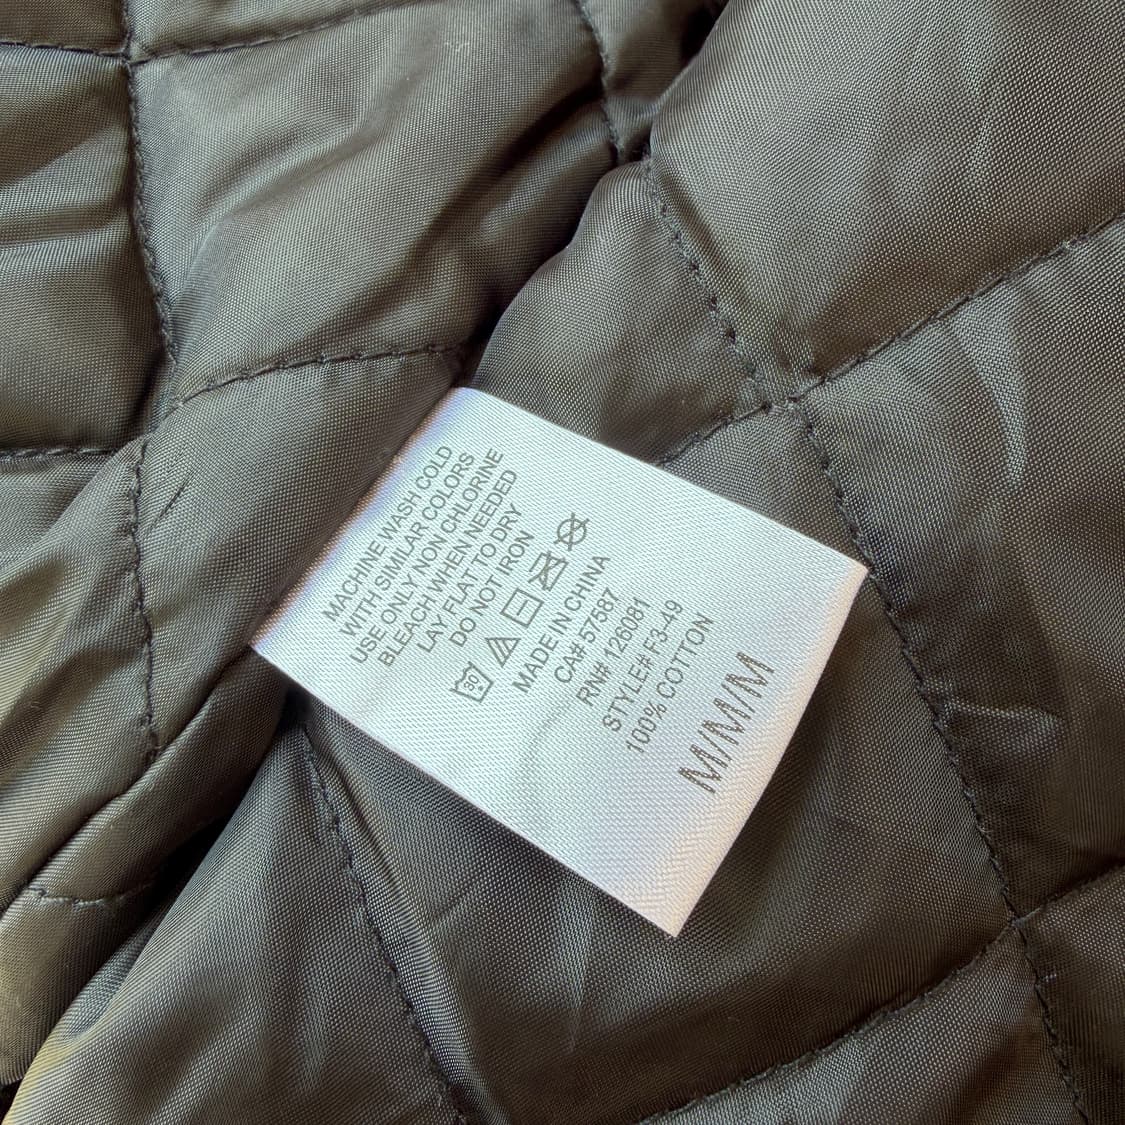 MACHINE WASH COLD
WITH SIMILAR COLORS
USE ONLY NON CHLORINE
BLEACH WHEN NEEDED
LAY FLAT TO DRY
DO NOT IRON
30
MADE IN CHINA
CA# 57587
RN# 126081
STYLE# F3-49
100% COTTON
M/M/M